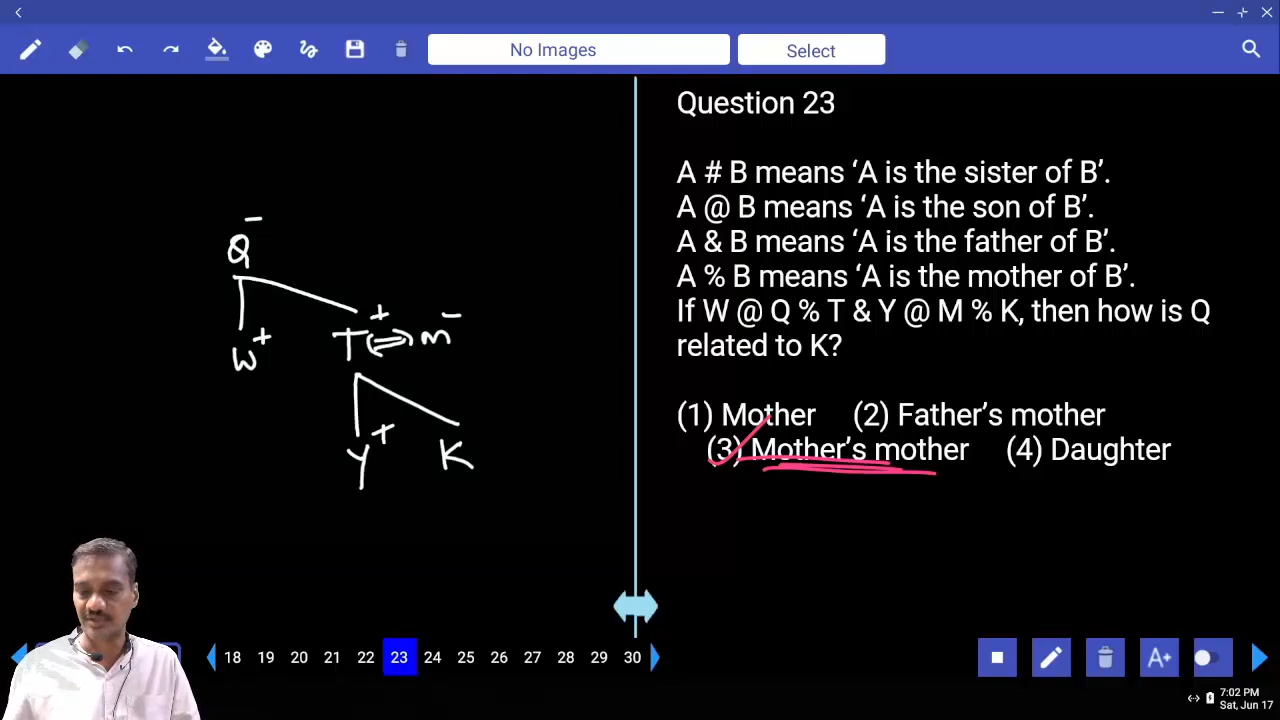 No Images
Select
Question 23
A # B means ‘A is the sister of B’.
A @ B means ‘A is the son of B’.
A & B means ‘A is the father of B’.
A % B means ‘A is the mother of B’.
If W @ Q % T & Y @ M % K, then how is Q
related to K?
(1) Mother (2) Father’s mother
(3) Mother’s mother (4) Daughter
Q −
W + T + ⇔ m −
Y + K
18 19 20 21 22 23 24 25 26 27 28 29 30
A+
7:02 PM
Sat, Jun 17